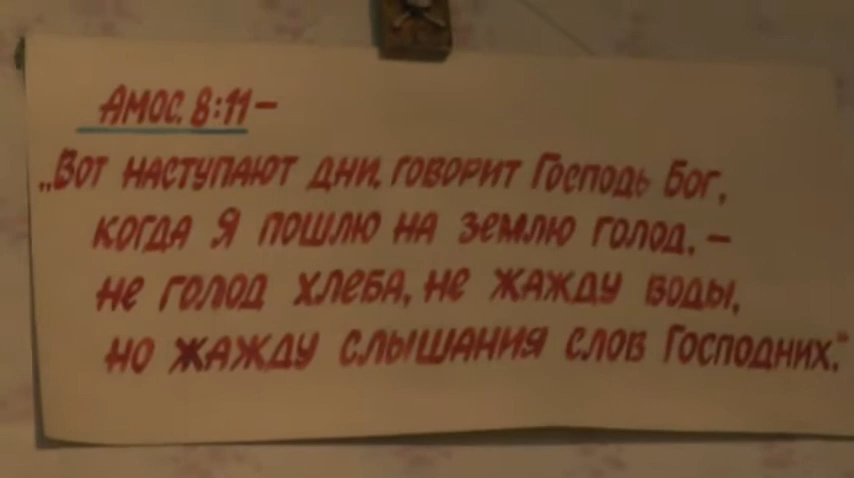 Амос. 8:11 –
„Вот наступают дни, говорит Господь Бог,
когда Я пошлю на землю голод, –
не голод хлеба, не жажду воды,
но жажду слышания слов Господних."